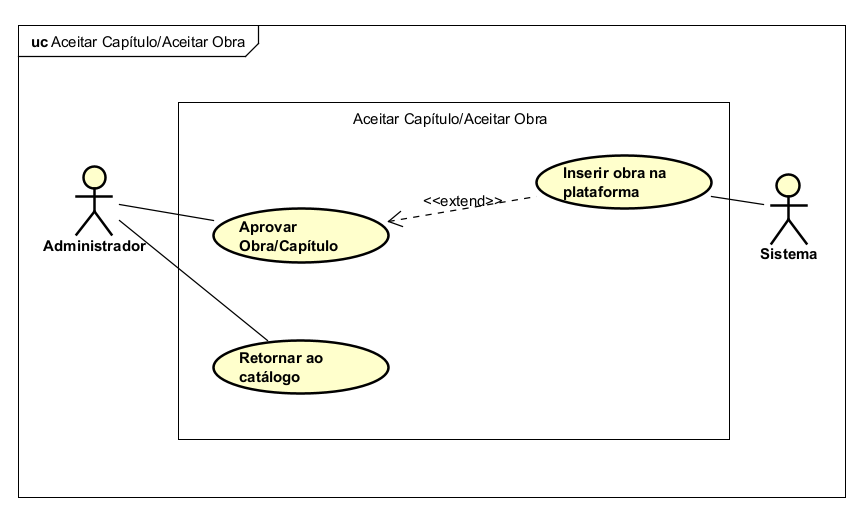 uc Aceitar Capítulo/Aceitar Obra
Aceitar Capítulo/Aceitar Obra
Inserir obra na
plataforma
<<extend>>
Aprovar
Obra/Capítulo
Administrador
Sistema
Retornar ao
catálogo